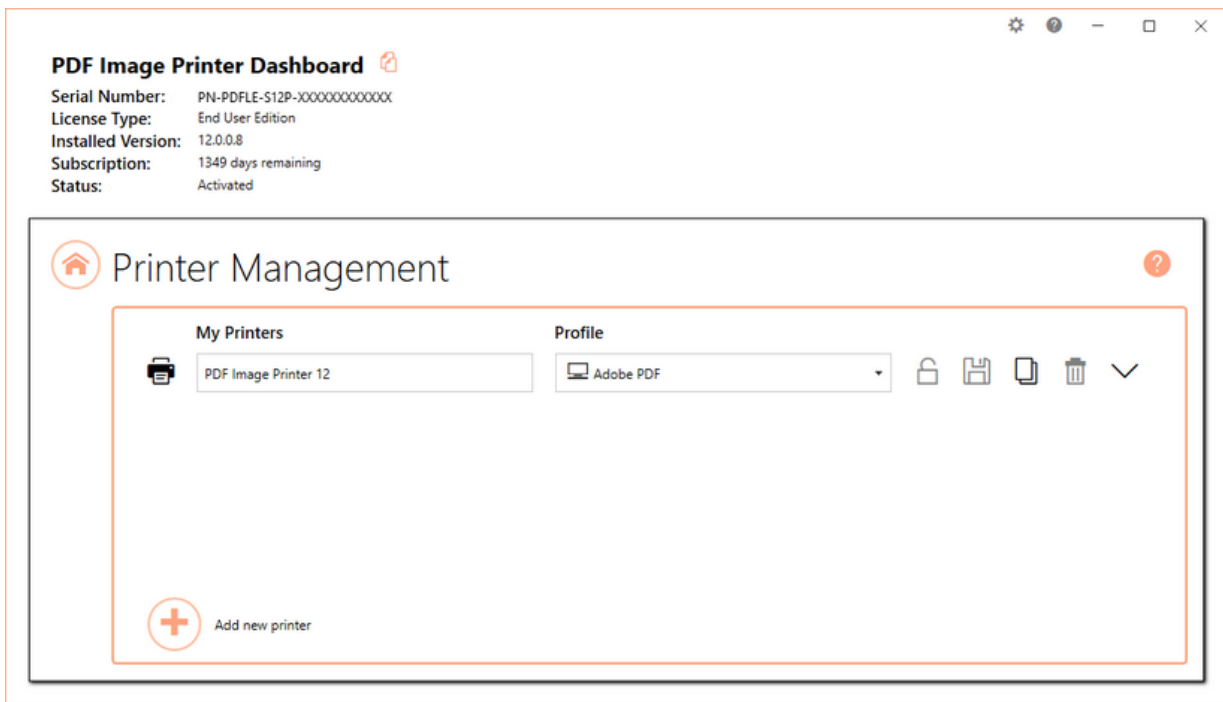 PDF Image Printer Dashboard
Serial Number: PN-PDFLE-S12P-XXXXXXXXXXXX
License Type: End User Edition
Installed Version: 12.0.0.8
Subscription: 1349 days remaining
Status: Activated
Printer Management
My Printers Profile
PDF Image Printer 12 Adobe PDF
Add new printer